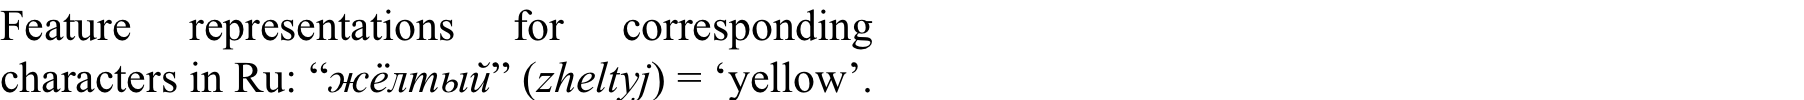 Feature representations for corresponding
characters in Ru: “жёлтый” (zheltyj) = ‘yellow’.